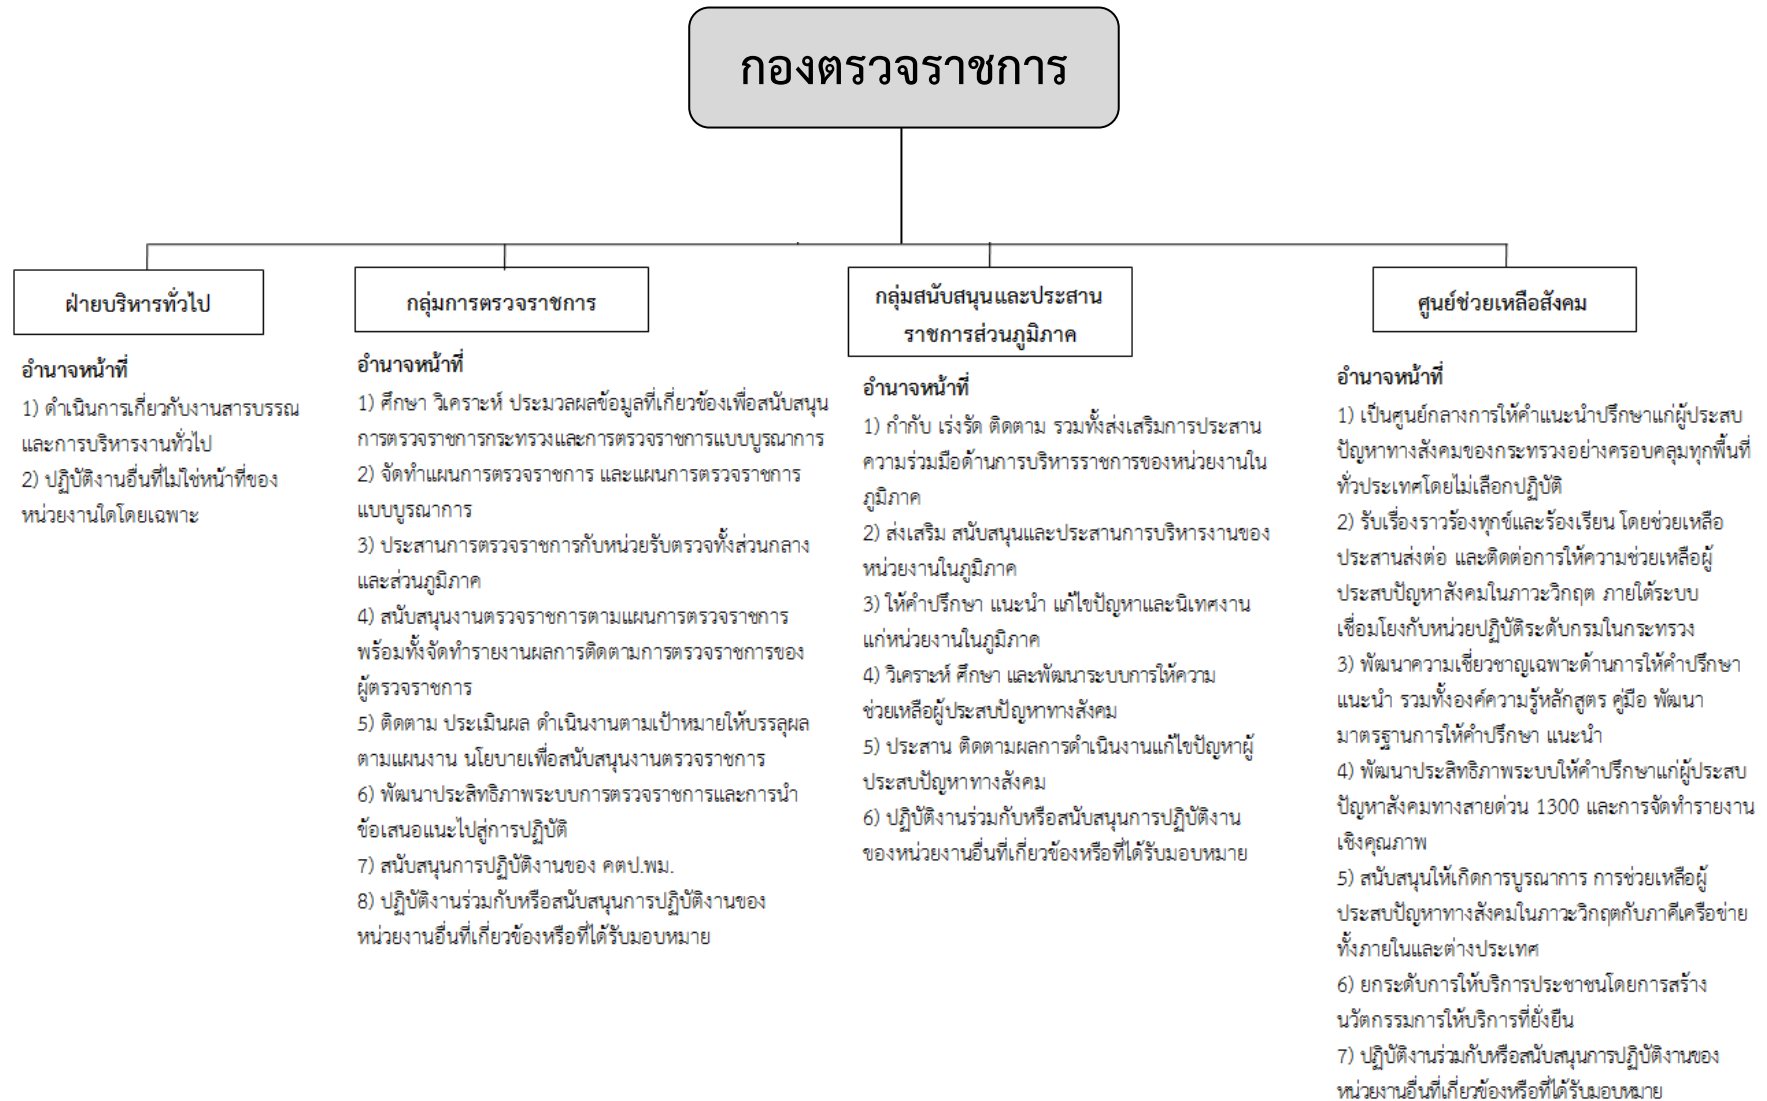 กองตรวจราชการ
ฝ่ายบริหารทั่วไป
อำนาจหน้าที่
1) ดำเนินการเกี่ยวกับงานสารบรรณ
และการบริหารงานทั่วไป
2) ปฏิบัติงานอื่นที่ไม่ใช่หน้าที่ของ
หน่วยงานใดโดยเฉพาะ
กลุ่มการตรวจราชการ
อำนาจหน้าที่
1) ศึกษา วิเคราะห์ ประมวลผลข้อมูลที่เกี่ยวข้องเพื่อสนับสนุน
การตรวจราชการกระทรวงและการตรวจราชการแบบบูรณาการ
2) จัดทำแผนการตรวจราชการ และแผนการตรวจราชการ
แบบบูรณาการ
3) ประสานการตรวจราชการกับหน่วยรับตรวจทั้งส่วนกลาง
และส่วนภูมิภาค
4) สนับสนุนงานตรวจราชการตามแผนการตรวจราชการ
พร้อมทั้งจัดทำรายงานผลการติดตามการตรวจราชการของ
ผู้ตรวจราชการ
5) ติดตาม ประเมินผล ดำเนินงานตามเป้าหมายให้บรรลุผล
ตามแผนงาน นโยบายเพื่อสนับสนุนงานตรวจราชการ
6) พัฒนาประสิทธิภาพระบบการตรวจราชการและการนำ
ข้อเสนอแนะไปสู่การปฏิบัติ
7) สนับสนุนการปฏิบัติงานของ คตป.พม.
8) ปฏิบัติงานร่วมกับหรือสนับสนุนการปฏิบัติงานของ
หน่วยงานอื่นที่เกี่ยวข้องหรือที่ได้รับมอบหมาย
กลุ่มสนับสนุนและประสาน
ราชการส่วนภูมิภาค
อำนาจหน้าที่
1) กำกับ เร่งรัด ติดตาม รวมทั้งส่งเสริมการประสาน
ความร่วมมือด้านการบริหารราชการของหน่วยงานใน
ภูมิภาค
2) ส่งเสริม สนับสนุนและประสานการบริหารงานของ
หน่วยงานในภูมิภาค
3) ให้คำปรึกษา แนะนำ แก้ไขปัญหาและนิเทศงาน
แก่หน่วยงานในภูมิภาค
4) วิเคราะห์ ศึกษา และพัฒนาระบบการให้ความ
ช่วยเหลือผู้ประสบปัญหาทางสังคม
5) ประสาน ติดตามผลการดำเนินงานแก้ไขปัญหาผู้
ประสบปัญหาทางสังคม
6) ปฏิบัติงานร่วมกับหรือสนับสนุนการปฏิบัติงาน
ของหน่วยงานอื่นที่เกี่ยวข้องหรือที่ได้รับมอบหมาย
ศูนย์ช่วยเหลือสังคม
อำนาจหน้าที่
1) เป็นศูนย์กลางการให้คำแนะนำปรึกษาแก่ผู้ประสบ
ปัญหาทางสังคมของกระทรวงอย่างครอบคลุมทุกพื้นที่
ทั่วประเทศโดยไม่เลือกปฏิบัติ
2) รับเรื่องราวร้องทุกข์และร้องเรียน โดยช่วยเหลือ
ประสานส่งต่อ และติดต่อการให้ความช่วยเหลือผู้
ประสบปัญหาสังคมในภาวะวิกฤต ภายใต้ระบบ
เชื่อมโยงกับหน่วยปฏิบัติระดับกรมในกระทรวง
3) พัฒนาความเชี่ยวชาญเฉพาะด้านการให้คำปรึกษา
แนะนำ รวมทั้งองค์ความรู้หลักสูตร คู่มือ พัฒนา
มาตรฐานการให้คำปรึกษา แนะนำ
4) พัฒนาประสิทธิภาพระบบให้คำปรึกษาแก่ผู้ประสบ
ปัญหาสังคมทางสายด่วน 1300 และการจัดทำรายงาน
เชิงคุณภาพ
5) สนับสนุนให้เกิดการบูรณาการ การช่วยเหลือผู้
ประสบปัญหาทางสังคมในภาวะวิกฤตกับภาคีเครือข่าย
ทั้งภายในและต่างประเทศ
6) ยกระดับการให้บริการประชาชนโดยการสร้าง
นวัตกรรมการให้บริการที่ยั่งยืน
7) ปฏิบัติงานร่วมกับหรือสนับสนุนการปฏิบัติงานของ
หน่วยงานอื่นที่เกี่ยวข้องหรือที่ได้รับมอบหมาย